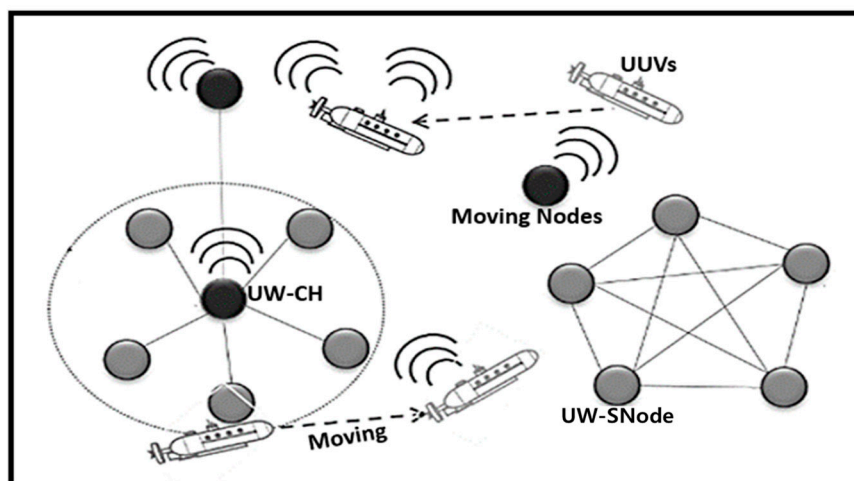 UUVs
Moving Nodes
UW-CH
UW-SNode
Moving